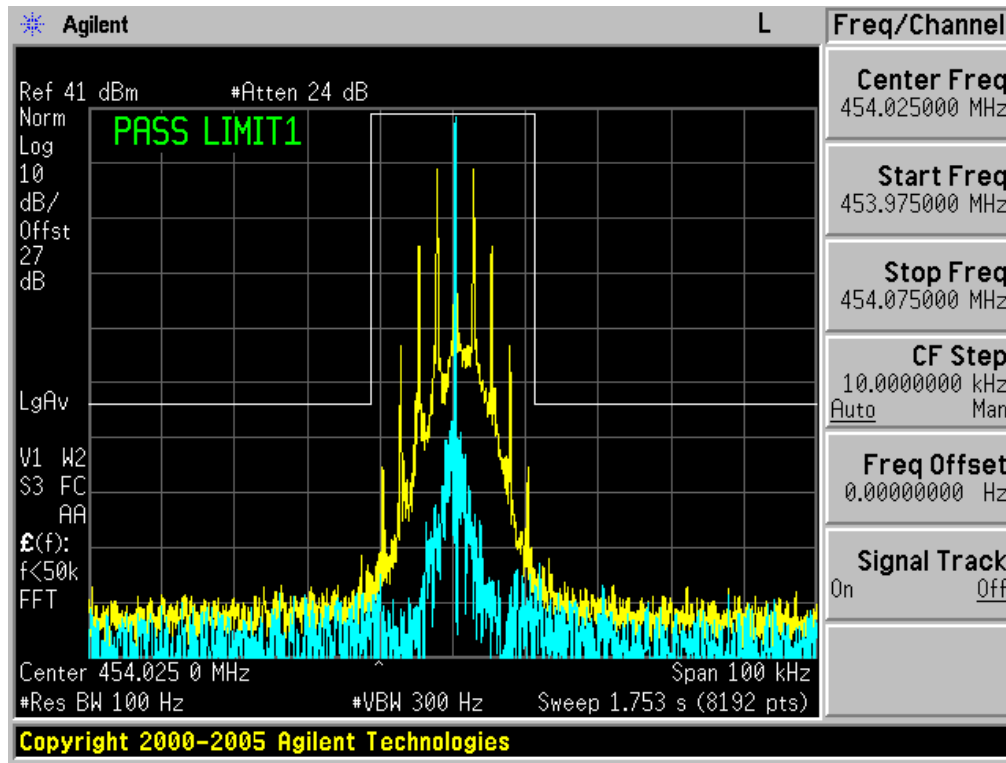 Agilent
L
Freq/Channel
Ref 41 dBm #Atten 24 dB
Norm
Log
10
dB/
Offst
27
dB
PASS LIMIT1
LgAv
V1 W2
S3 FC
AA
£(f):
f<50k
FFT
Center 454.025 0 MHz Span 100 kHz
#Res BW 100 Hz #VBW 300 Hz Sweep 1.753 s (8192 pts)
Copyright 2000-2005 Agilent Technologies
Center Freq
454.025000 MHz
Start Freq
453.975000 MHz
Stop Freq
454.075000 MHz
CF Step
10.0000000 kHz
Auto Man
Freq Offset
0.00000000 Hz
Signal Track
On Off